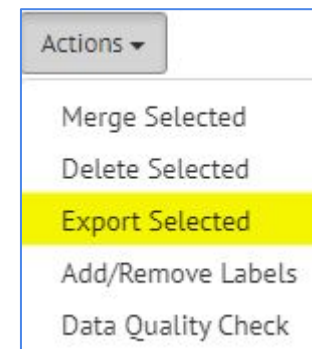 Actions
Merge Selected
Delete Selected
Export Selected
Add/Remove Labels
Data Quality Check